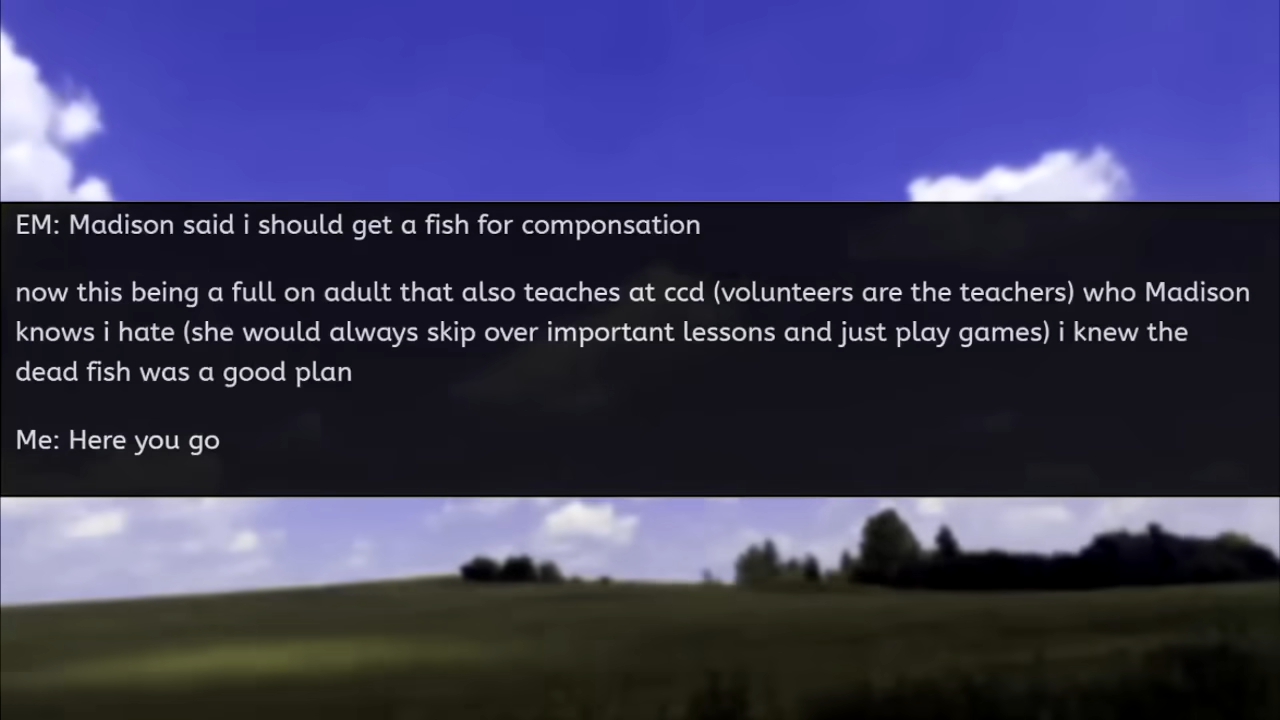 EM: Madison said i should get a fish for componsation
now this being a full on adult that also teaches at ccd (volunteers are the teachers) who Madison
knows i hate (she would always skip over important lessons and just play games) i knew the
dead fish was a good plan
Me: Here you go